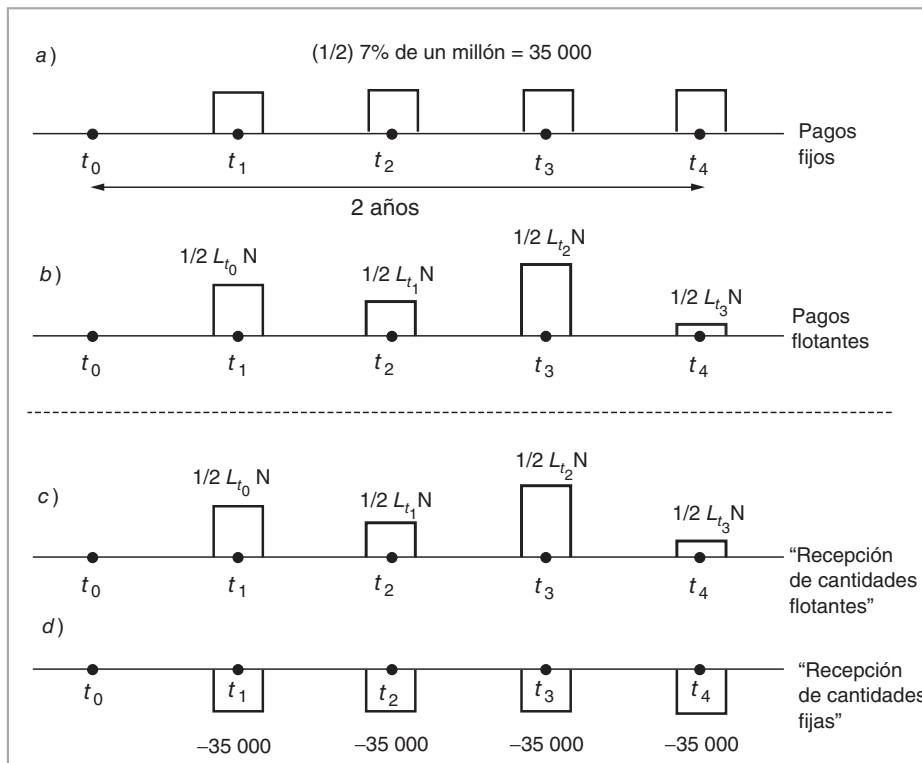 a)
(1/2) 7% de un millón = 35 000
t0 t1 t2 t3 t4
Pagos
fijos
2 años
b)
1/2 Lt0 N 1/2 Lt1 N 1/2 Lt2 N 1/2 Lt3 N
t0 t1 t2 t3 t4
Pagos
flotantes
c)
1/2 Lt0 N 1/2 Lt1 N 1/2 Lt2 N 1/2 Lt3 N
t0 t1 t2 t3 t4
“Recepción
de cantidades
flotantes”
d)
t0 t1 t2 t3 t4
“Recepción
de cantidades
fijas”
–35 000 –35 000 –35 000 –35 000